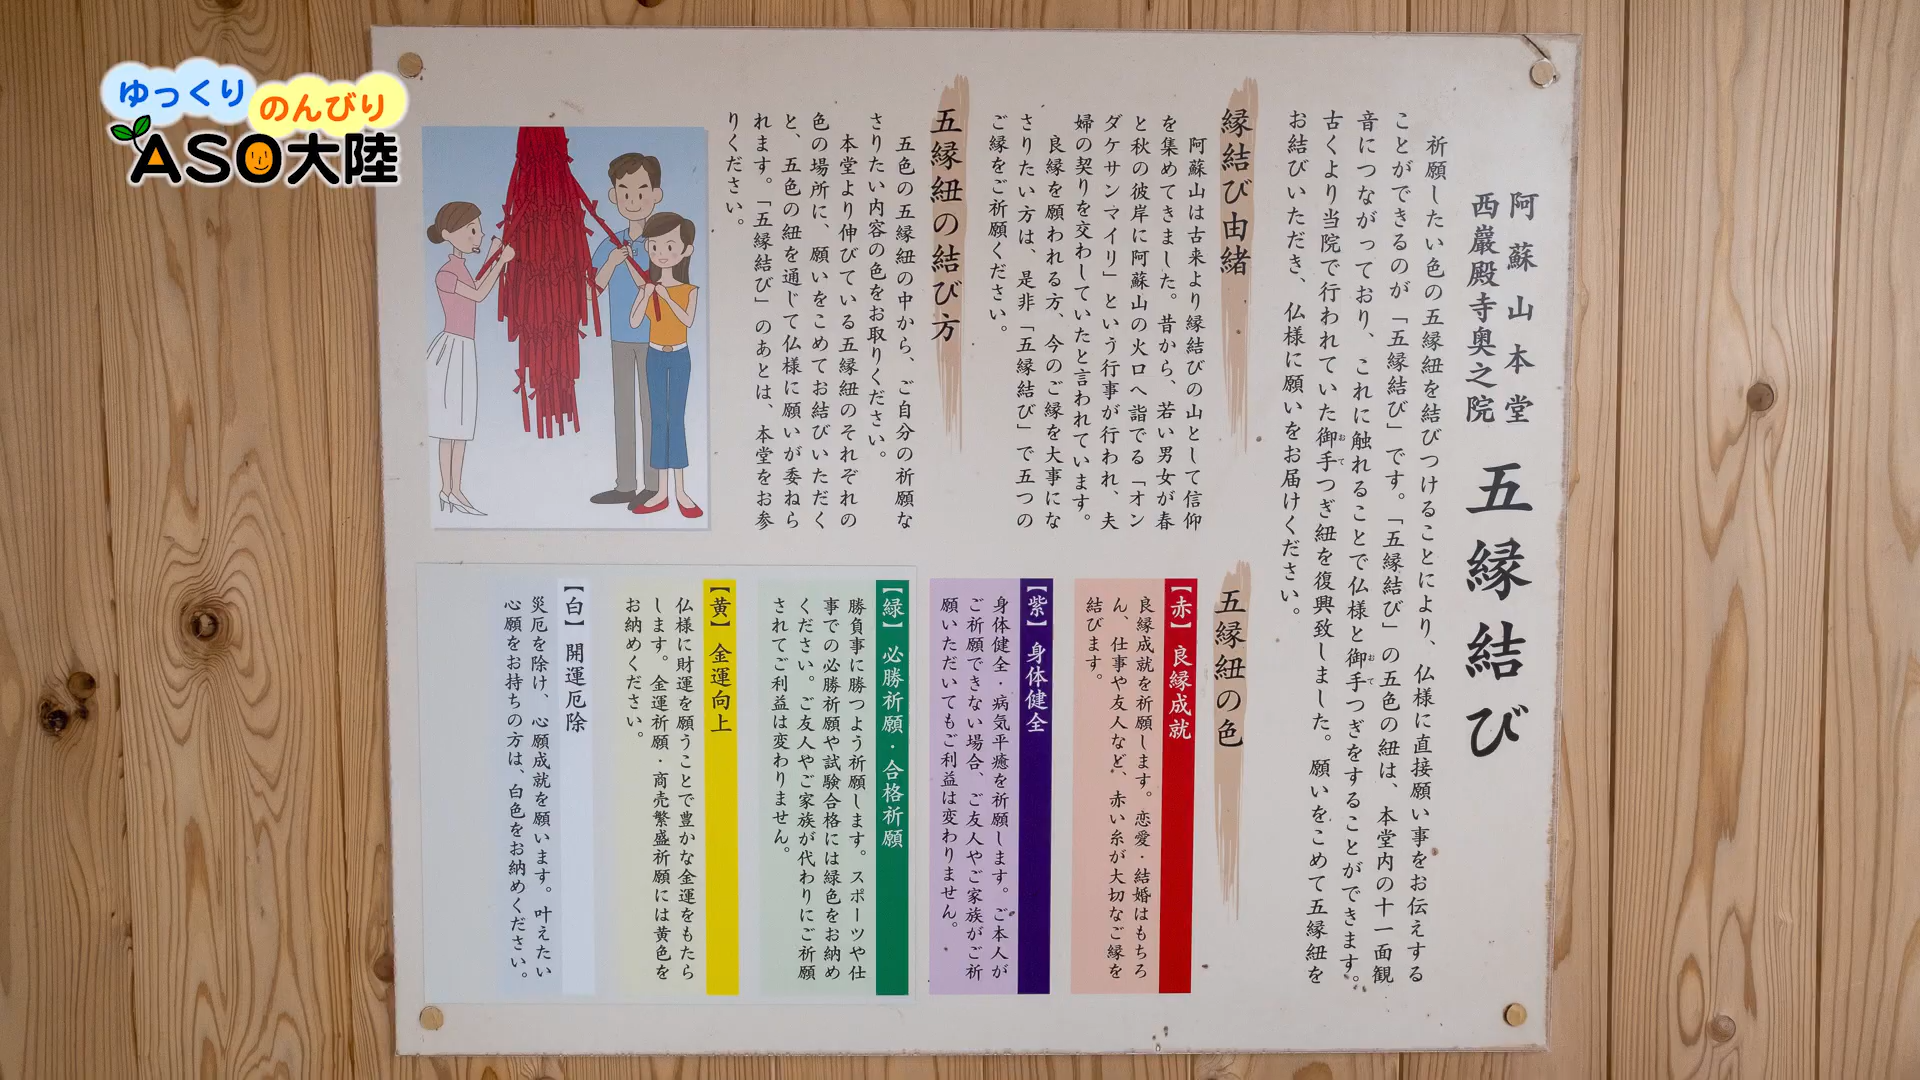 ゆっくり
のんびり
ASO大陸
阿蘇山本堂
西巖殿寺奥之院
五縁結び
祈願したい色の五縁紐を結びつけることにより、仏様に直接願い事をお伝えする
ことができるのが「五縁結び」です。「五縁結び」の五色の紐は、本堂内の十一面観
音につながっており、これに触れることで仏様と御手つぎをすることができます。
古くより当院で行われていた御手つぎ紐を復興致しました。願いをこめて五縁紐を
お結びいただき、仏様に願いをお届けください。
縁結び由緒
阿蘇山は古来より縁結びの山として信仰
を集めてきました。昔から、若い男女が春
と秋の彼岸に阿蘇山の火口へ詣でる「オン
ダケサンマイリ」という行事が行われ、夫
婦の契りを交わしていたと言われています。
良縁を願われる方、今のご縁を大事にな
さりたい方は、是非「五縁結び」で五つの
ご縁をご祈願ください。
五縁紐の結び方
五色の五縁紐の中から、ご自分の祈願な
さりたい内容の色をお取りください。
本堂より伸びている五縁紐のそれぞれの
色の場所に、願いをこめてお結びいただく
と、五色の紐を通じて仏様に願いが委ねら
れます。「五縁結び」のあとは、本堂をお参
りください。
五縁紐の色
【赤】良縁成就
良縁成就を祈願します。恋愛・結婚はもちろ
ん、仕事や友人など、赤い糸が大切なご縁を
結びます。
【紫】身体健全
身体健全・病気平癒を祈願します。ご本人が
ご祈願できない場合、ご友人やご家族がご祈
願いただいてもご利益は変わりません。
【緑】必勝祈願・合格祈願
勝負事に勝つよう祈願します。スポーツや仕
事での必勝祈願や試験合格には緑色をお納め
ください。ご友人やご家族が代わりにご祈願
されてご利益は変わりません。
【黄】金運向上
仏様に財運を願うことで豊かな金運をもたら
します。金運祈願・商売繁盛祈願には黄色を
お納めください。
【白】開運厄除
災厄を除け、心願成就を願います。叶えたい
心願をお持ちの方は、白色をお納めください。